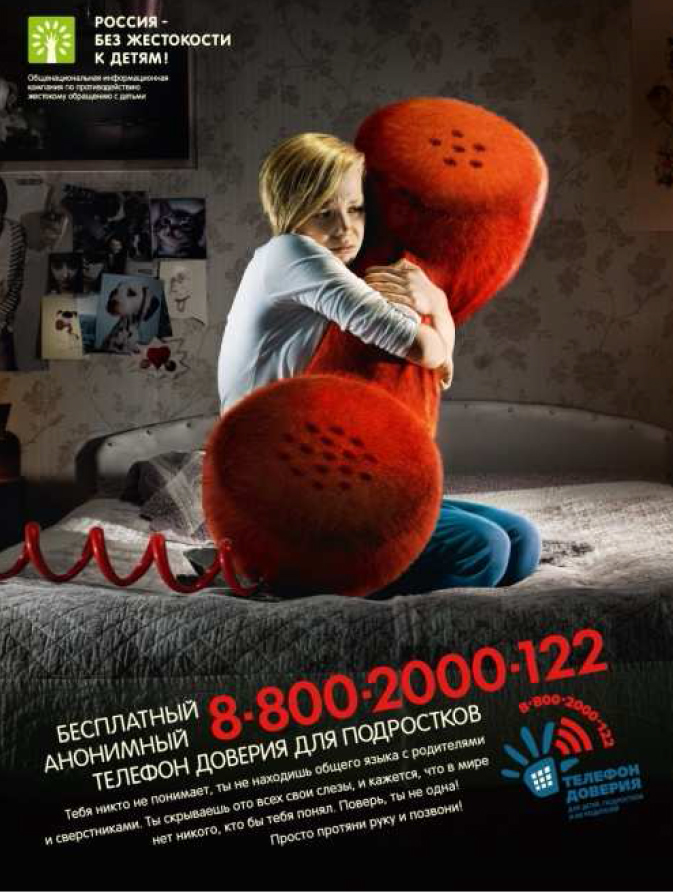 РОССИЯ -
БЕЗ ЖЕСТОКОСТИ
К ДЕТЯМ!
Общенациональная информационная
кампания по противодействию
жестокому обращению с детьми
БЕСПЛАТНЫЙ
АНОНИМНЫЙ
8-800-2000-122
ТЕЛЕФОН ДОВЕРИЯ ДЛЯ ПОДРОСТКОВ
Тебя никто не понимает, ты не находишь общего языка с родителями
и сверстниками. Ты скрываешь ото всех свои слезы, и кажется, что в мире
нет никого, кто бы тебя понял. Поверь, ты не одна!
Просто протяни руку и позвони!
8-800-2000-122
ТЕЛЕФОН
ДОВЕРИЯ
ДЛЯ ДЕТЕЙ, ПОДРОСТКОВ
И ИХ РОДИТЕЛЕЙ